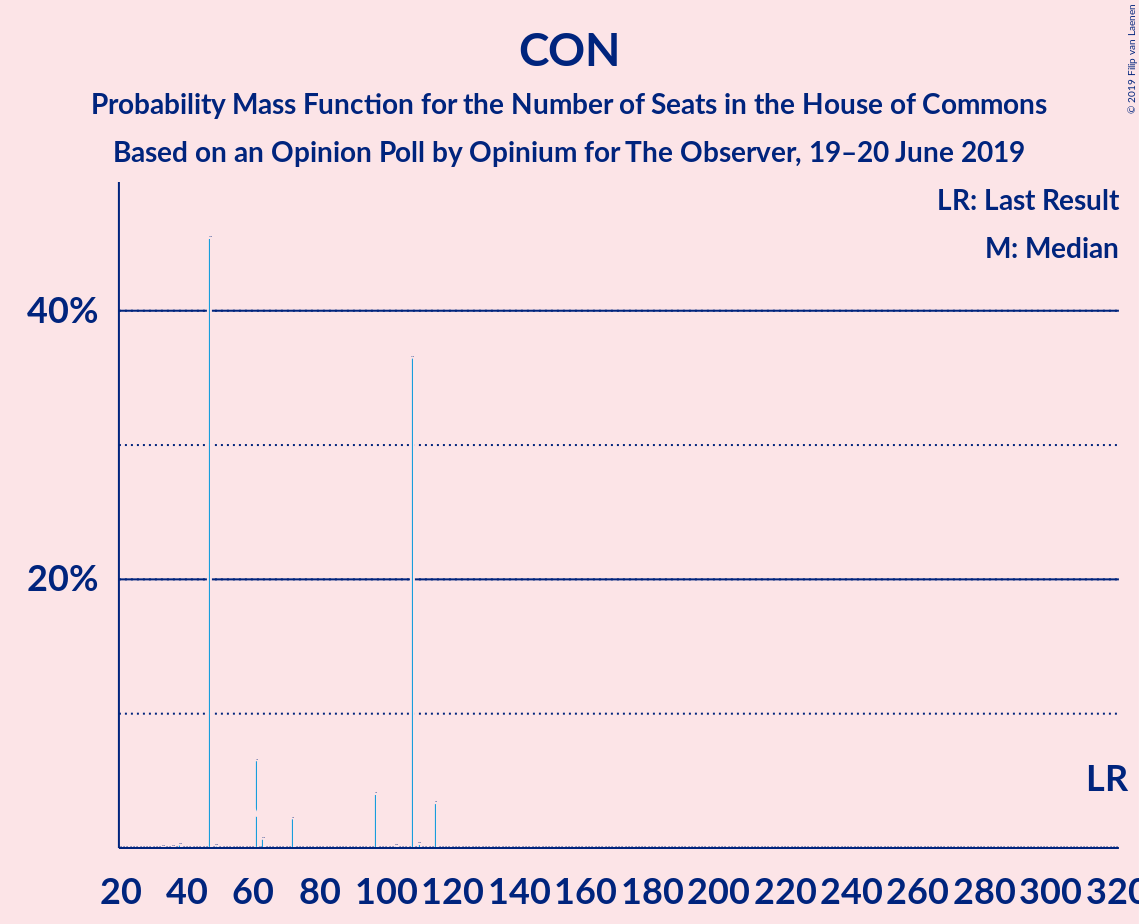 CON
Probability Mass Function for the Number of Seats in the House of Commons
Based on an Opinion Poll by Opinium for The Observer, 19–20 June 2019
© 2019 Filip van Laenen
LR: Last Result
M: Median
40%
20%
LR
20 40 60 80 100 120 140 160 180 200 220 240 260 280 300 320